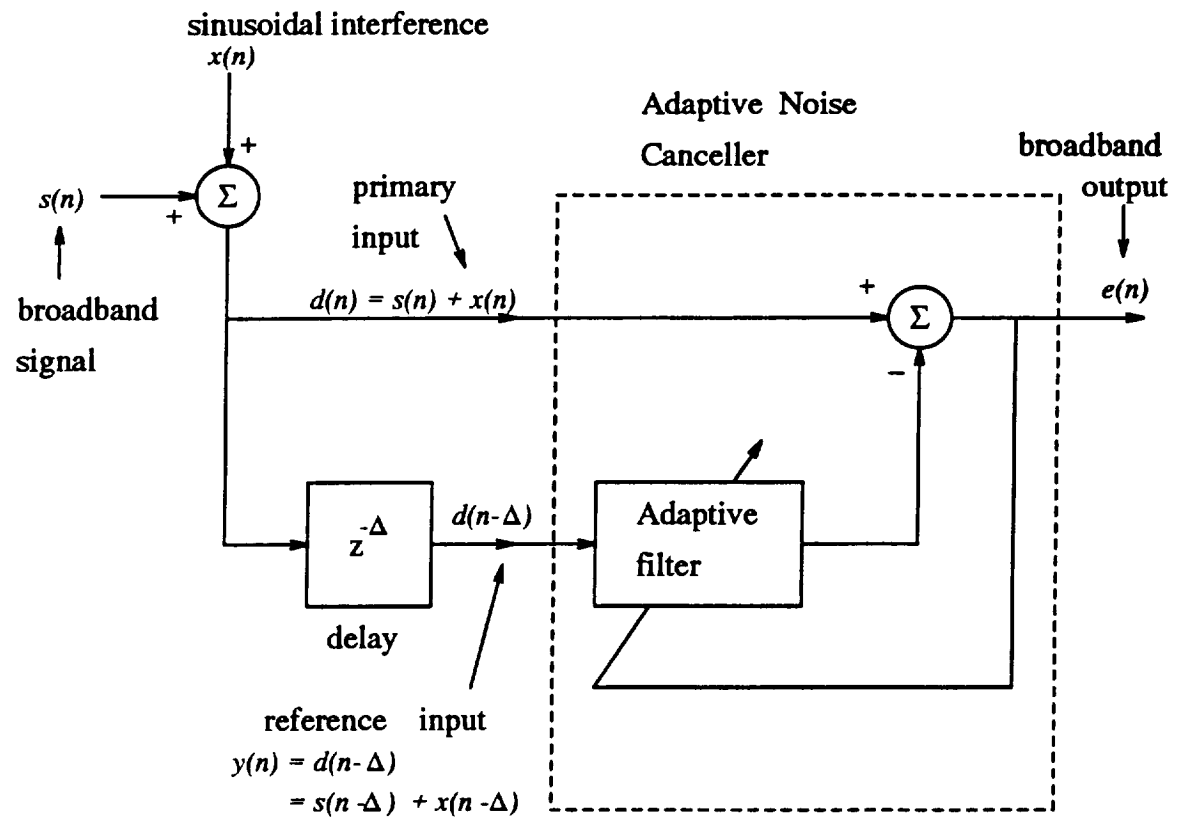 sinusoidal interference
x(n)
+
s(n)
+
Σ
broadband
signal
primary
input
d(n) = s(n) + x(n)
Adaptive Noise
Canceller
broadband
output
+
Σ
e(n)
−
z^-Δ
delay
d(n-Δ)
Adaptive
filter
reference input
y(n) = d(n-Δ)
= s(n -Δ) + x(n -Δ)